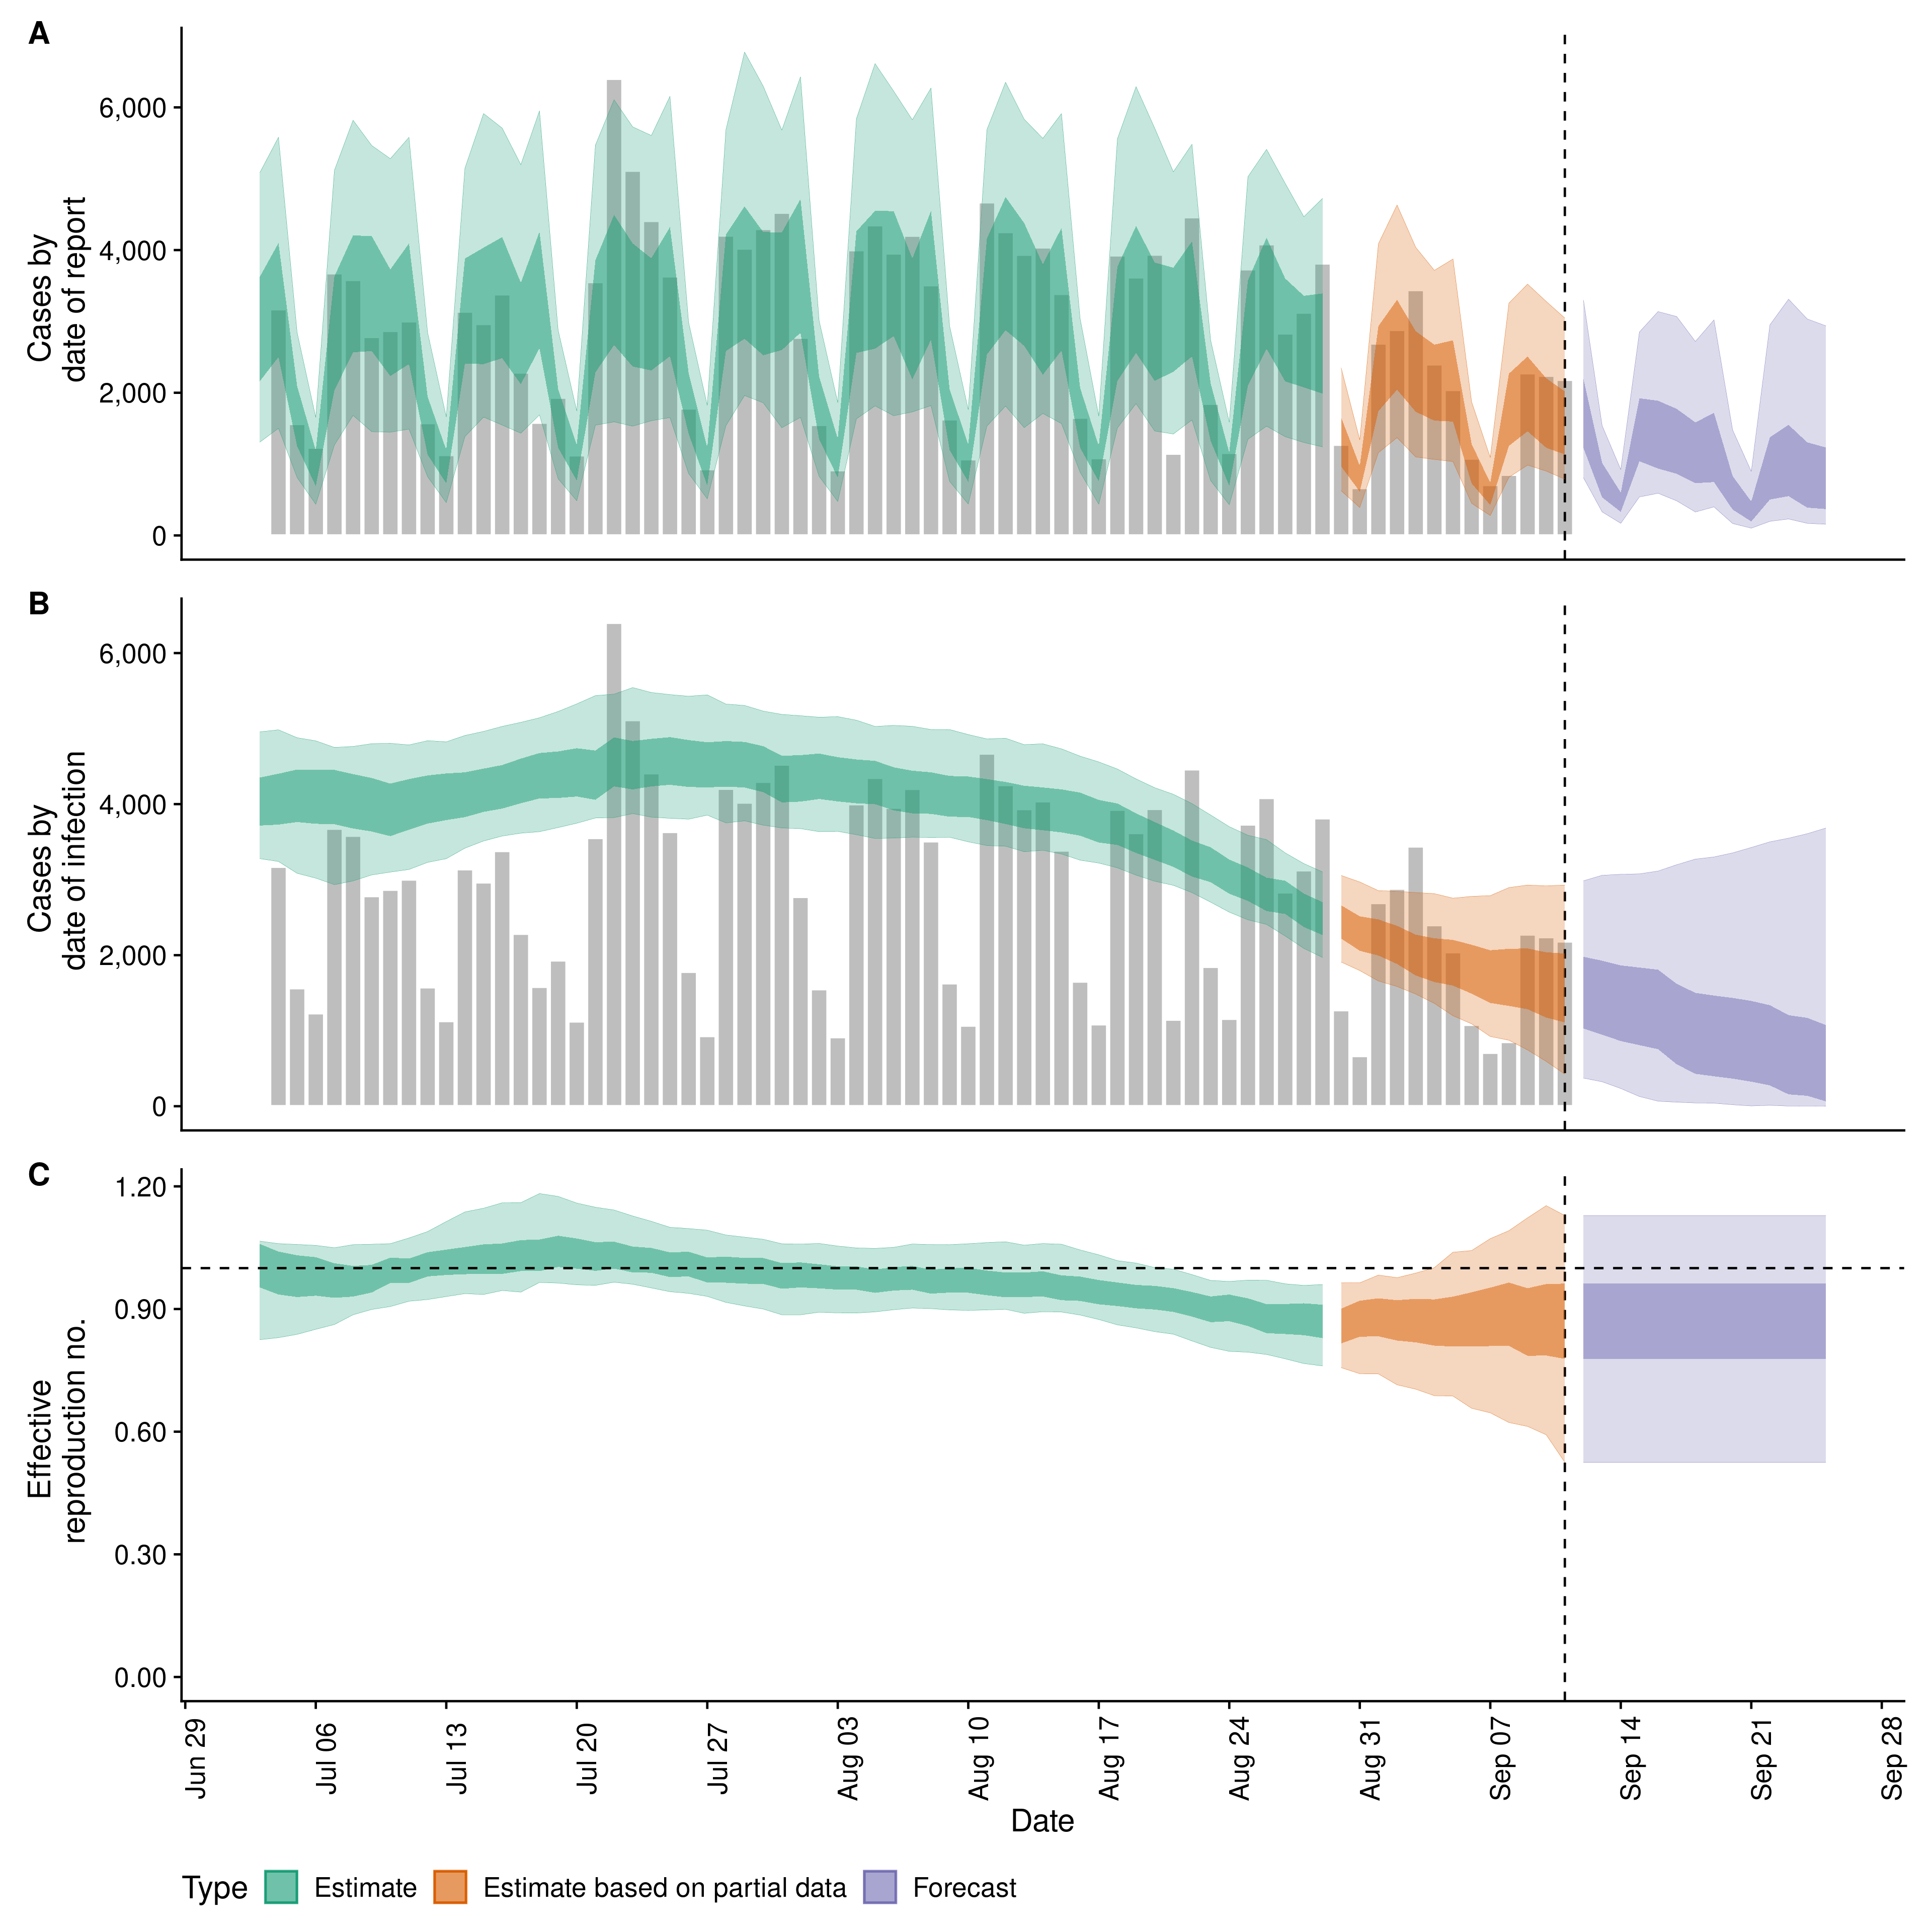 A
Cases by
date of report
6,000
4,000
2,000
0
B
Cases by
date of infection
6,000
4,000
2,000
0
C
Effective
reproduction no.
1.20
0.90
0.60
0.30
0.00
Jun 29
Jul 06
Jul 13
Jul 20
Jul 27
Aug 03
Aug 10
Aug 17
Aug 24
Aug 31
Sep 07
Sep 14
Sep 21
Sep 28
Date
Type Estimate Estimate based on partial data Forecast